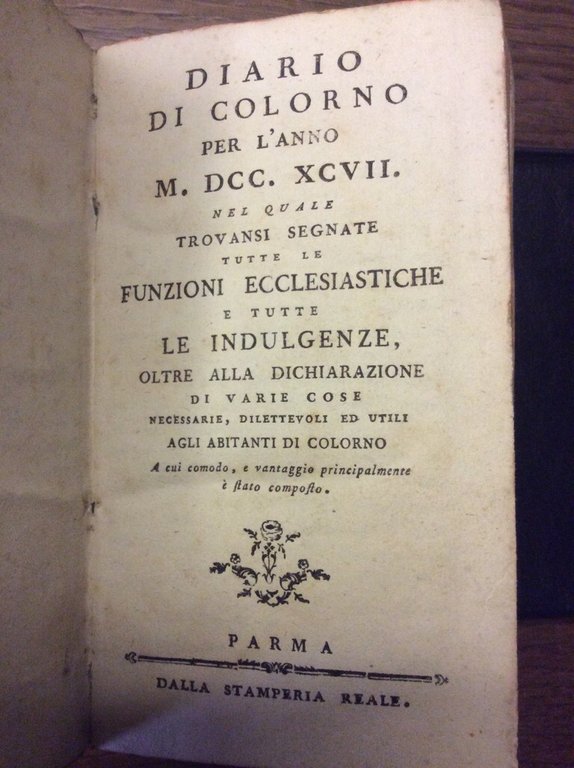 DIARIO
DI COLORNO
PER L'ANNO
M. DCC. XCVII.
NEL QUALE
TROVANSI SEGNATE
TUTTE LE
FUNZIONI ECCLESIASTICHE
E TUTTE
LE INDULGENZE,
OLTRE ALLA DICHIARAZIONE
DI VARIE COSE
NECESSARIE, DILETTEVOLI ED UTILI
AGLI ABITANTI DI COLORNO
A cui comodo, e vantaggio principalmente
è ſtato compoſto.
PARMA
DALLA STAMPERIA REALE.